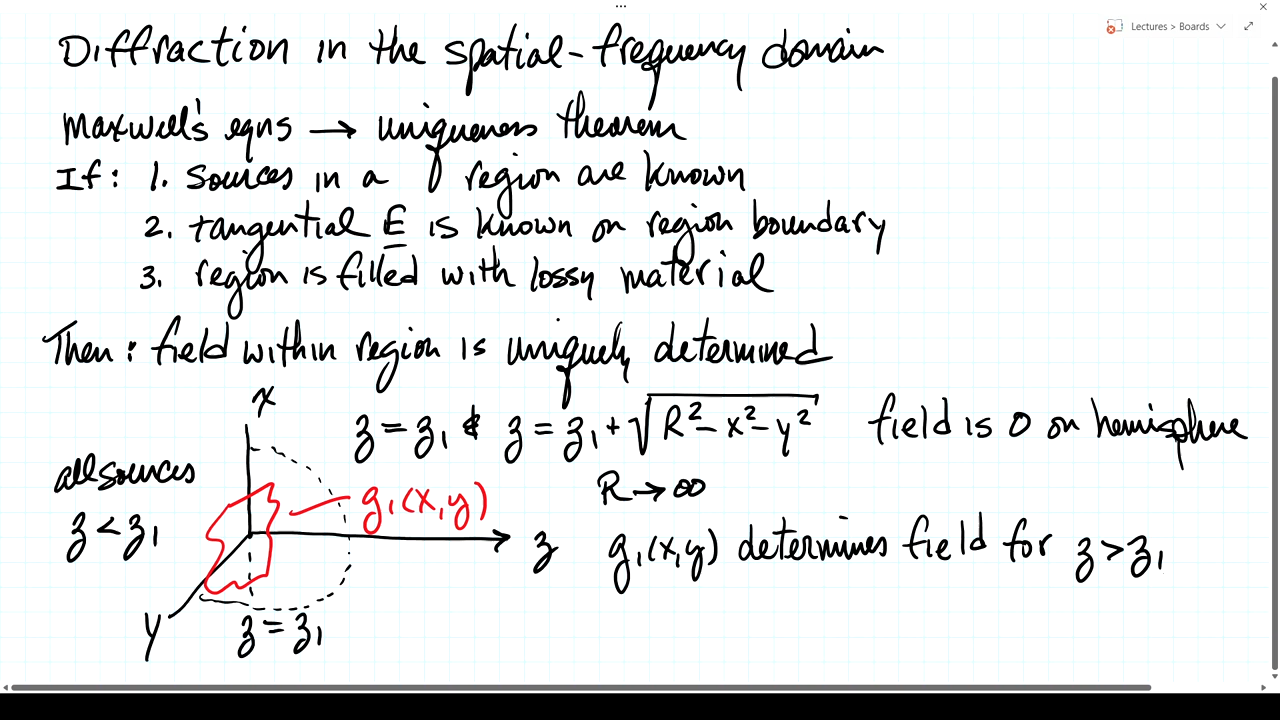 Lectures > Boards
Diffraction in the spatial-frequency domain
Maxwell's eqns → uniqueness theorem
If: 1. Sources in a region are known
2. tangential E is known on region boundary
3. region is filled with lossy material
Then: field within region is uniquely determined
x
z = z₁ & z = z₁ + √(R² - x² - y²) field is 0 on hemisphere
all sources
z < z₁
R → ∞
g₁(x,y)
z
g₁(x,y) determines field for z > z₁
y
z = z₁